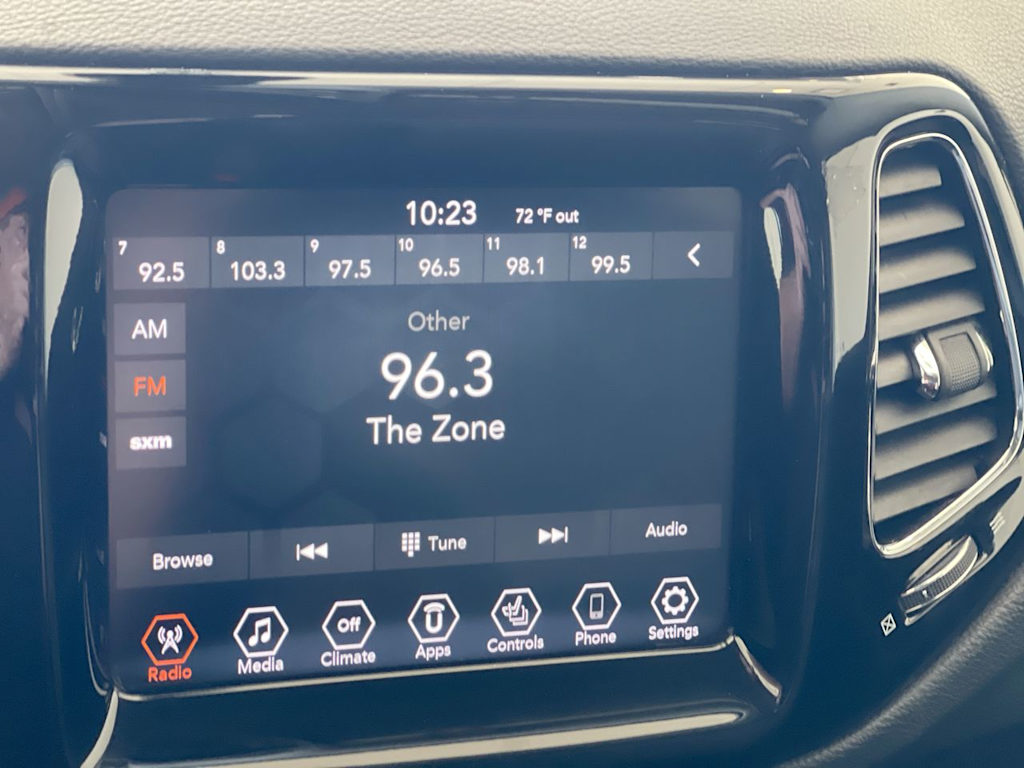 10:23 72 °F out
7 92.5 8 103.3 9 97.5 10 96.5 11 98.1 12 99.5
AM
FM
sxm
Other
96.3
The Zone
Browse Tune Audio
Off
Radio Media Climate Apps Controls Phone Settings